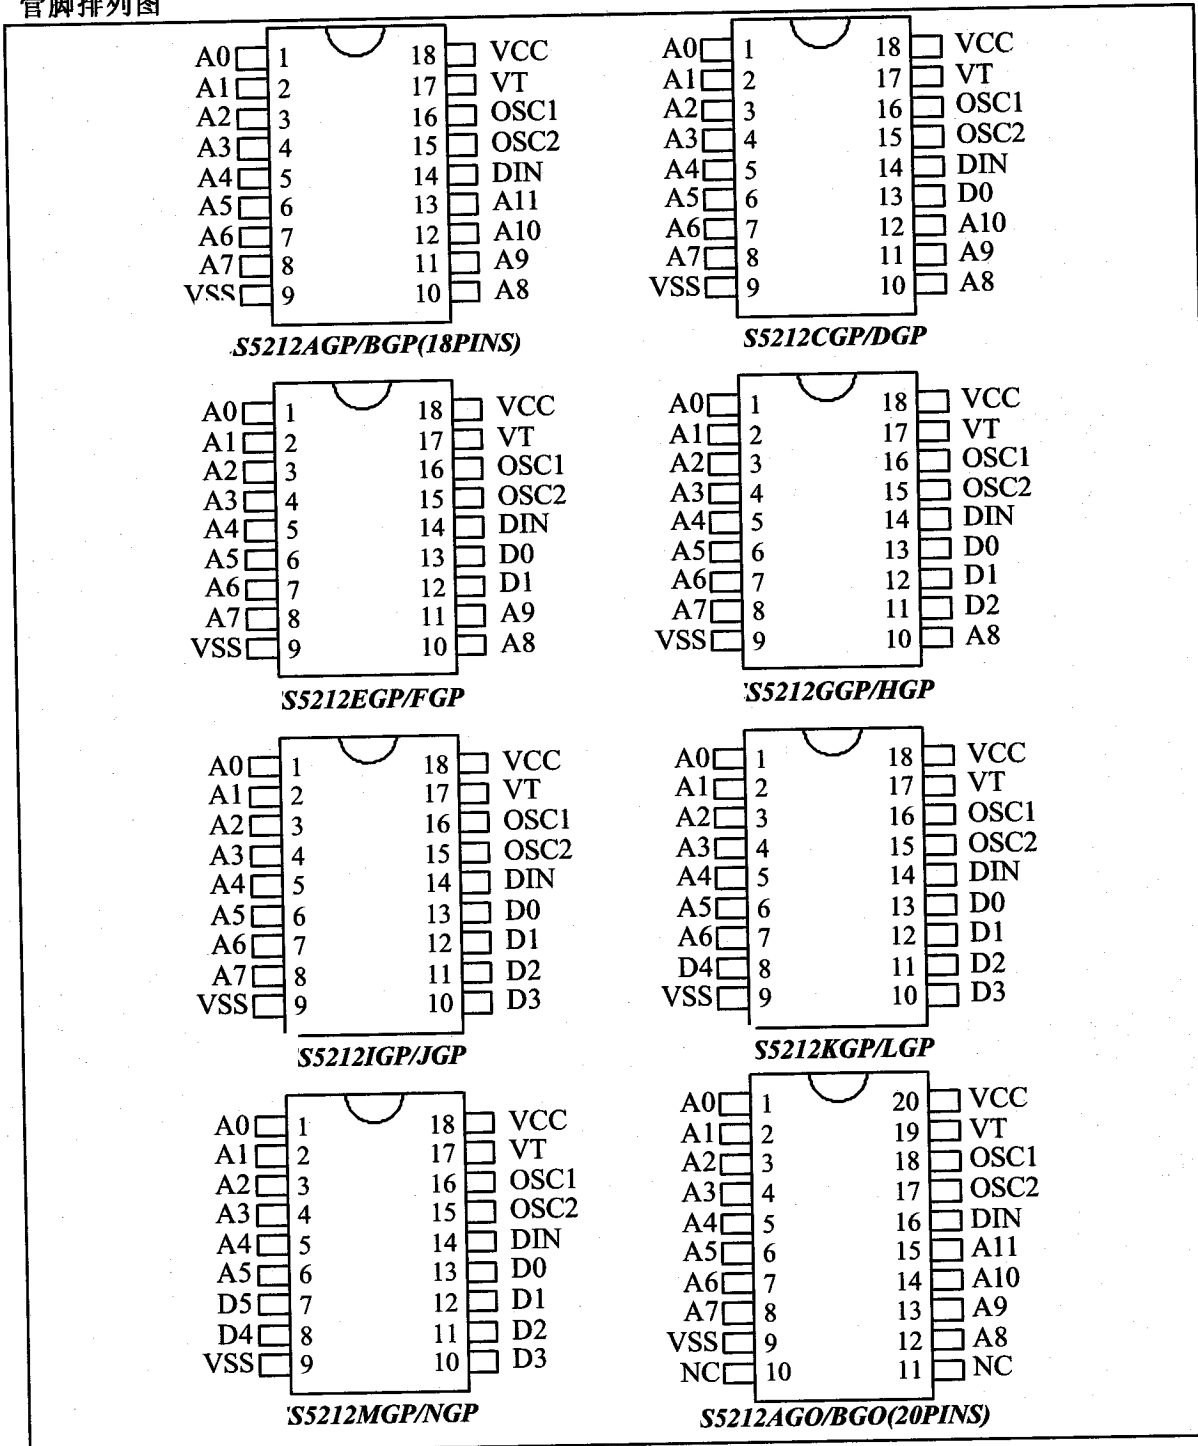 管脚排列图
A0 1 18 VCC
A1 2 17 VT
A2 3 16 OSC1
A3 4 15 OSC2
A4 5 14 DIN
A5 6 13 A11
A6 7 12 A10
A7 8 11 A9
VSS 9 10 A8
S5212AGP/BGP(18PINS)
A0 1 18 VCC
A1 2 17 VT
A2 3 16 OSC1
A3 4 15 OSC2
A4 5 14 DIN
A5 6 13 D0
A6 7 12 A10
A7 8 11 A9
VSS 9 10 A8
S5212CGP/DGP
A0 1 18 VCC
A1 2 17 VT
A2 3 16 OSC1
A3 4 15 OSC2
A4 5 14 DIN
A5 6 13 D0
A6 7 12 D1
A7 8 11 A9
VSS 9 10 A8
S5212EGP/FGP
A0 1 18 VCC
A1 2 17 VT
A2 3 16 OSC1
A3 4 15 OSC2
A4 5 14 DIN
A5 6 13 D0
A6 7 12 D1
A7 8 11 D2
VSS 9 10 A8
S5212GGP/HGP
A0 1 18 VCC
A1 2 17 VT
A2 3 16 OSC1
A3 4 15 OSC2
A4 5 14 DIN
A5 6 13 D0
A6 7 12 D1
A7 8 11 D2
VSS 9 10 D3
S5212IGP/JGP
A0 1 18 VCC
A1 2 17 VT
A2 3 16 OSC1
A3 4 15 OSC2
A4 5 14 DIN
A5 6 13 D0
A6 7 12 D1
D4 8 11 D2
VSS 9 10 D3
S5212KGP/LGP
A0 1 18 VCC
A1 2 17 VT
A2 3 16 OSC1
A3 4 15 OSC2
A4 5 14 DIN
A5 6 13 D0
D5 7 12 D1
D4 8 11 D2
VSS 9 10 D3
S5212MGP/NGP
A0 1 20 VCC
A1 2 19 VT
A2 3 18 OSC1
A3 4 17 OSC2
A4 5 16 DIN
A5 6 15 A11
A6 7 14 A10
A7 8 13 A9
VSS 9 12 A8
NC 10 11 NC
S5212AGO/BGO(20PINS)